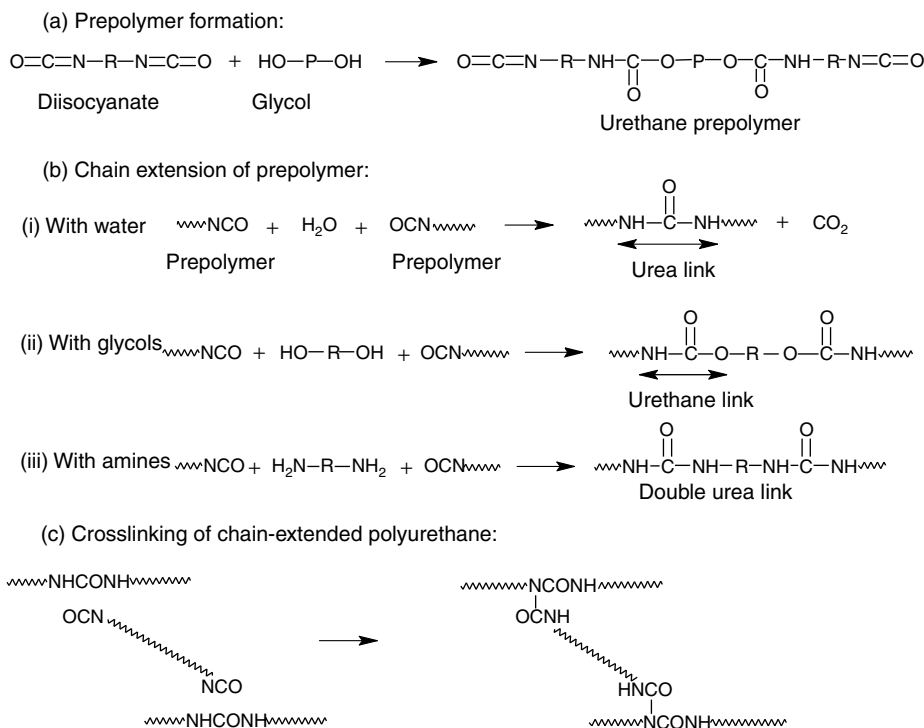 (a) Prepolymer formation:
O=C=N–R–N=C=O + HO–P–OH → O=C=N–R–NH–C–O–P–O–C–NH–R–N=C=O
O O
Diisocyanate Glycol
Urethane prepolymer
(b) Chain extension of prepolymer:
O
(i) With water NCO + H₂O + OCN → NH–C–NH + CO₂
Prepolymer Prepolymer
Urea link
O O
(ii) With glycols NCO + HO–R–OH + OCN → NH–C–O–R–O–C–NH
Urethane link
O O
(iii) With amines NCO + H₂N–R–NH₂ + OCN → NH–C–NH–R–NH–C–NH
Double urea link
(c) Crosslinking of chain-extended polyurethane:
NHCONH → NCONH
OCN OCNH
NCO HNCO
NHCONH NCONH